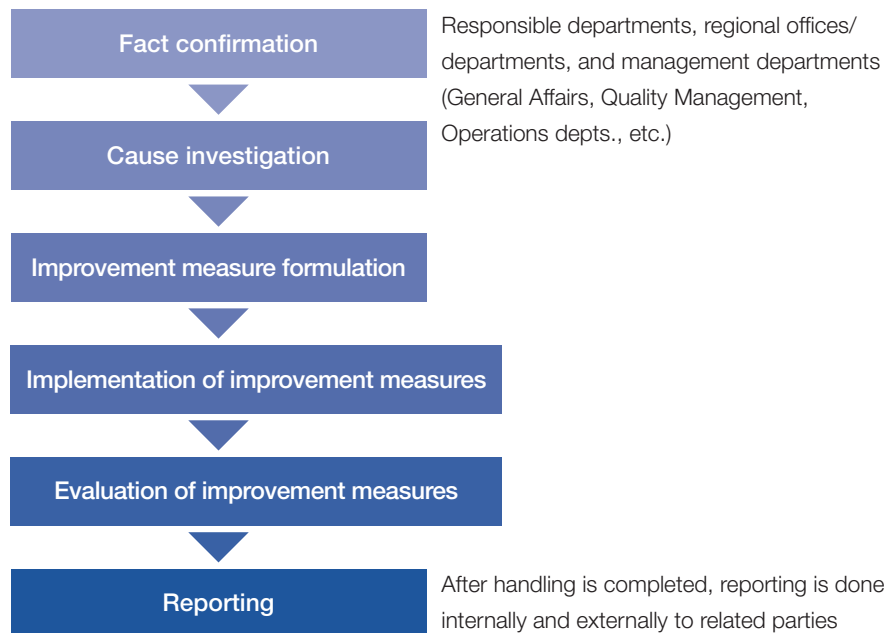 Fact confirmation
Responsible departments, regional offices/
departments, and management departments
(General Affairs, Quality Management,
Operations depts., etc.)
Cause investigation
Improvement measure formulation
Implementation of improvement measures
Evaluation of improvement measures
Reporting
After handling is completed, reporting is done
internally and externally to related parties